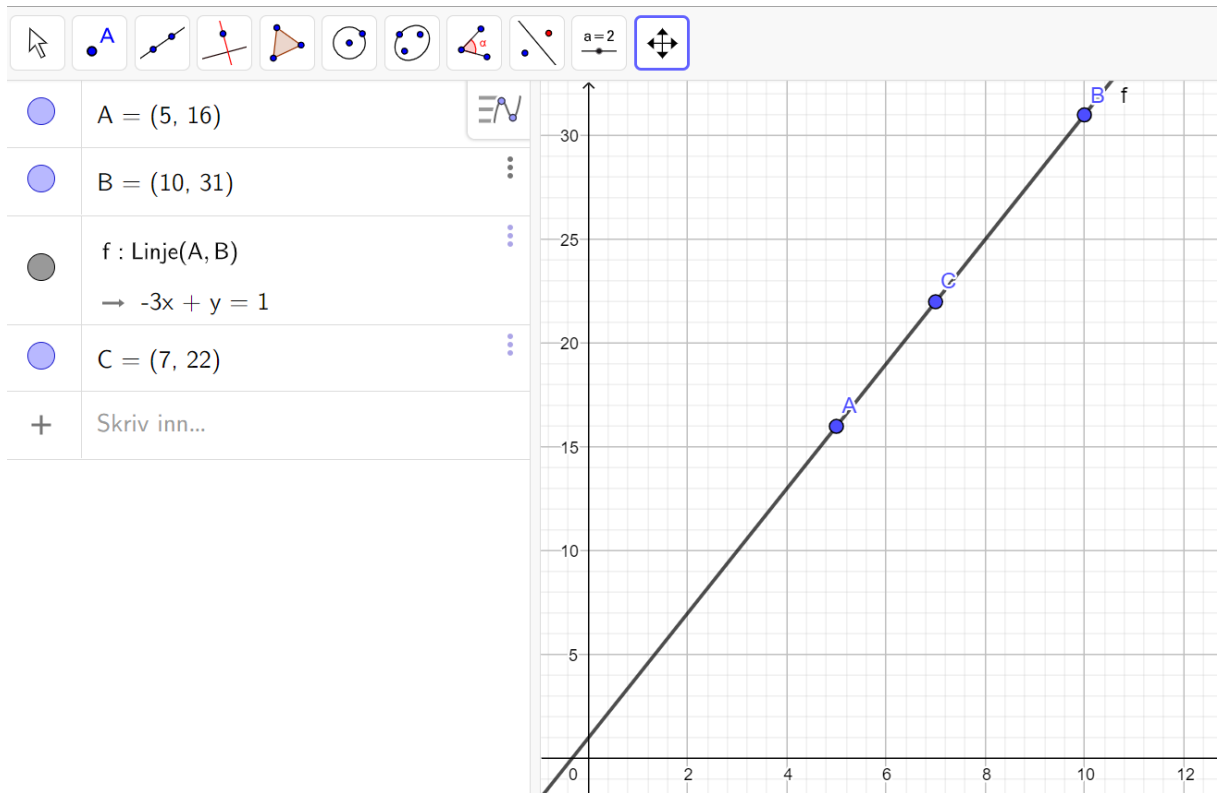 A
α
a = 2
A = (5, 16)
B = (10, 31)
f : Linje(A, B)
→ -3x + y = 1
C = (7, 22)
+ Skriv inn...
B f
30
25
C
20
A
15
10
5
0 2 4 6 8 10 12